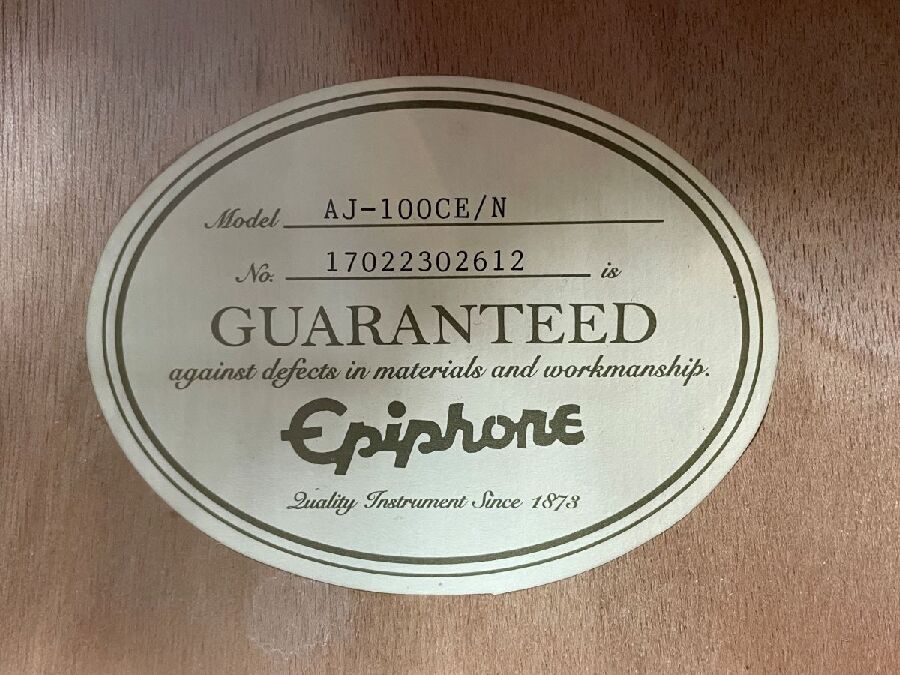 Model AJ-100CE/N
No. 17022302612 is
GUARANTEED
against defects in materials and workmanship.
Epiphone
Quality Instrument Since 1873